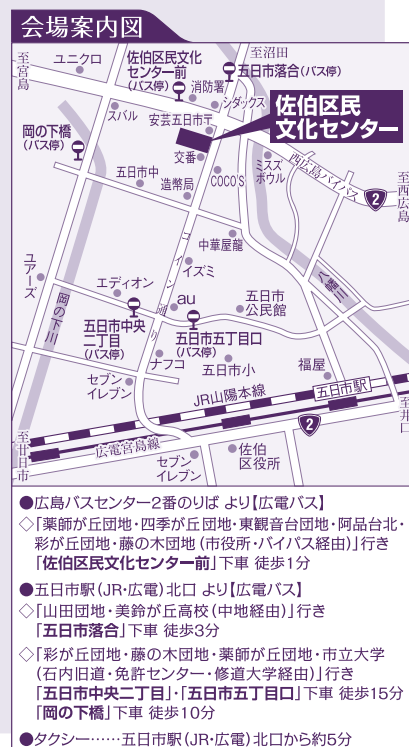 会場案内図
至宮島
ユニクロ
佐伯区民文化
センター前
(バス停)
消防署
至沼田
五日市落合(バス停)
シダックス
スバル
安芸五日市〒
佐伯区民
文化センター
岡の下橋
(バス停)
交番
ミスズ
ボウル
西広島バイパス
2
至西広島
五日市中
造幣局
COCO'S
コイン通り
中華屋龍
イズミ
ユアーズ
岡の下川
エディオン
au
五日市
公民館
八幡川
五日市中央
二丁目
(バス停)
五日市五丁目口
(バス停)
ナフコ
五日市小
福屋
セブン
イレブン
JR山陽本線
五日市駅
至井口
2
至廿日市
広電宮島線
セブン
イレブン
佐伯
区役所
●広島バスセンター2番のりば より【広電バス】
◇「薬師が丘団地・四季が丘団地・東観音台団地・阿品台北・
彩が丘団地・藤の木団地(市役所・バイパス経由)」行き
「佐伯区民文化センター前」下車 徒歩1分
●五日市駅(JR・広電)北口 より【広電バス】
◇「山田団地・美鈴が丘高校(中地経由)」行き
「五日市落合」下車 徒歩3分
◇「彩が丘団地・藤の木団地・薬師が丘団地・市立大学
(石内旧道・免許センター・修道大学経由)」行き
「五日市中央二丁目」・「五日市五丁目口」下車 徒歩15分
「岡の下橋」下車 徒歩10分
●タクシー……五日市駅(JR・広電)北口から約5分